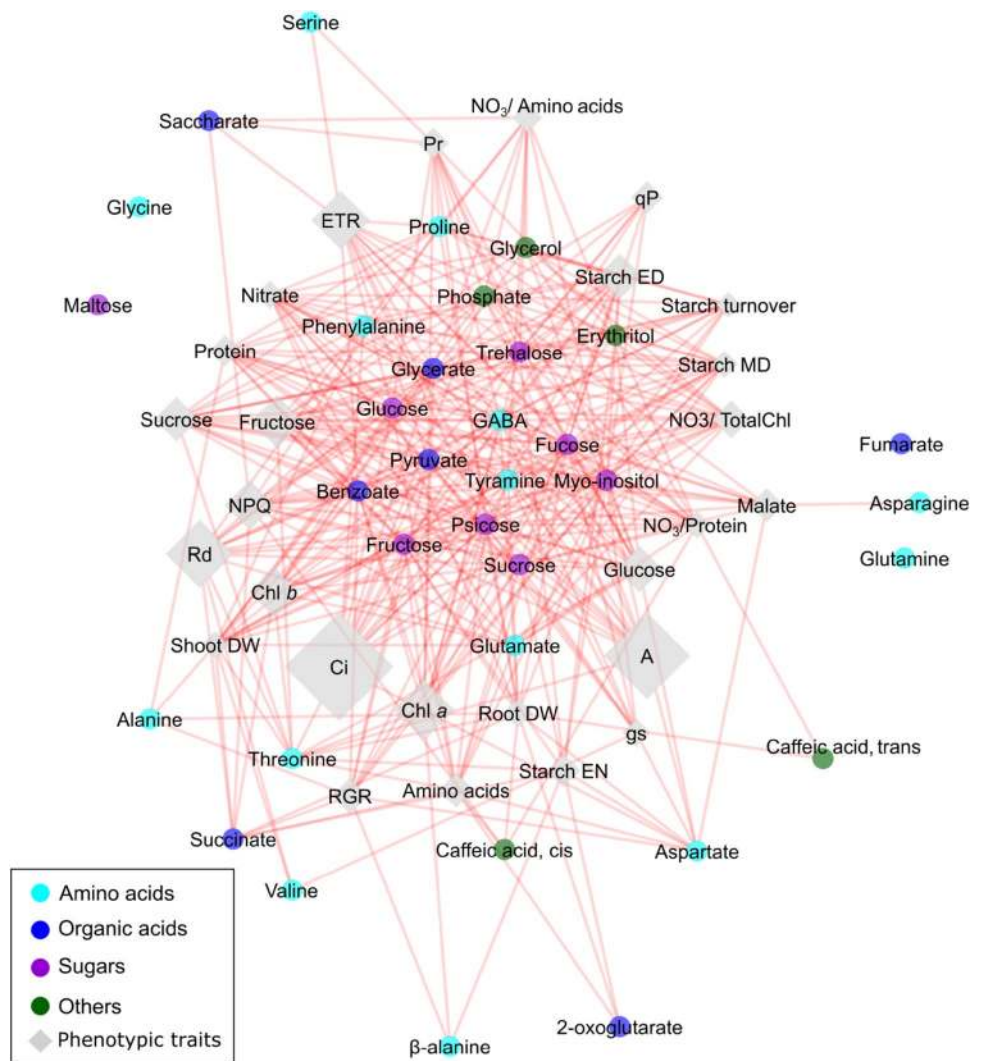 Serine
NO3/ Amino acids
Saccharate
Pr
Glycine
qP
ETR
Proline
Glycerol
Starch ED
Maltose
Nitrate
Phosphate
Starch turnover
Phenylalanine
Erythritol
Protein
Trehalose
Glycerate
Starch MD
Glucose
Sucrose
Fructose
GABA
NO3/ TotalChl
Fucose
Fumarate
Pyruvate
Tyramine
Myo-inositol
Benzoate
NPQ
Malate
Asparagine
Psicose
NO3/Protein
Rd
Fructose
Sucrose
Glucose
Glutamine
Chl b
Shoot DW
Glutamate
Ci
A
Chl a
Root DW
Alanine
gs
Caffeic acid, trans
Threonine
Starch EN
RGR
Amino acids
Succinate
Caffeic acid, cis
Aspartate
Valine
Amino acids
Organic acids
Sugars
Others
Phenotypic traits
2-oxoglutarate
β-alanine